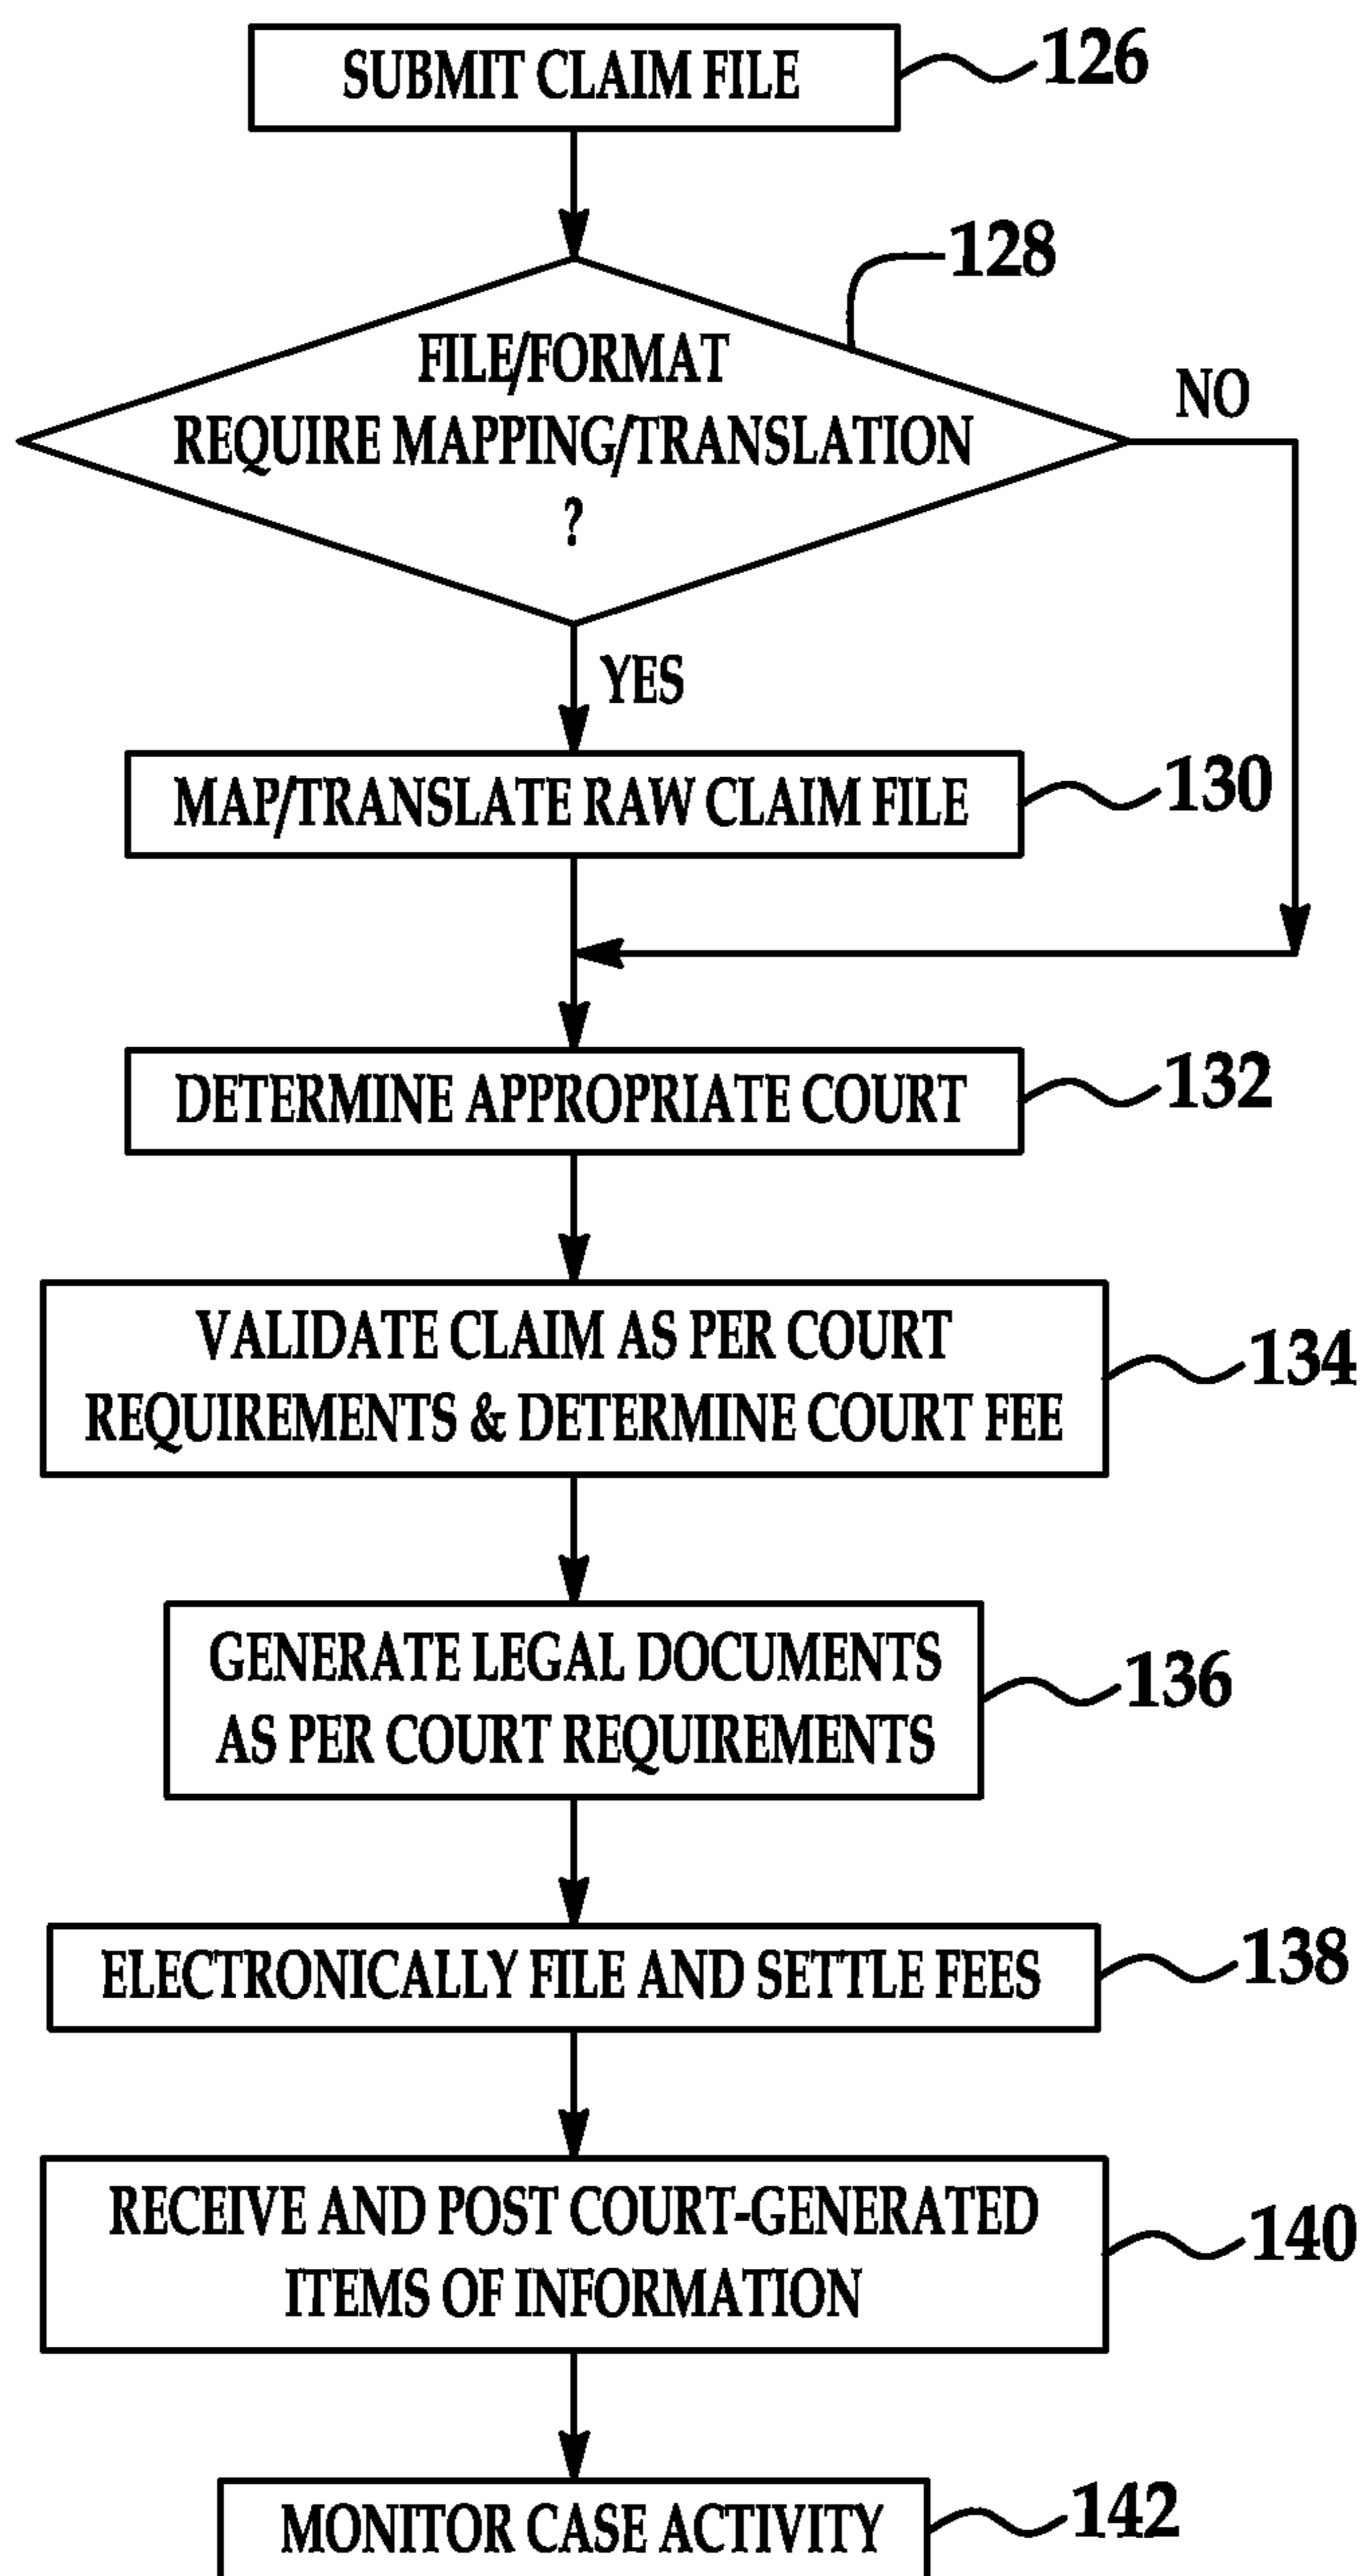 SUBMIT CLAIM FILE
126
128
FILE/FORMAT
REQUIRE MAPPING/TRANSLATION
?
NO
YES
MAP/TRANSLATE RAW CLAIM FILE
130
DETERMINE APPROPRIATE COURT
132
VALIDATE CLAIM AS PER COURT
REQUIREMENTS & DETERMINE COURT FEE
134
GENERATE LEGAL DOCUMENTS
AS PER COURT REQUIREMENTS
136
ELECTRONICALLY FILE AND SETTLE FEES
138
RECEIVE AND POST COURT-GENERATED
ITEMS OF INFORMATION
140
MONITOR CASE ACTIVITY
142